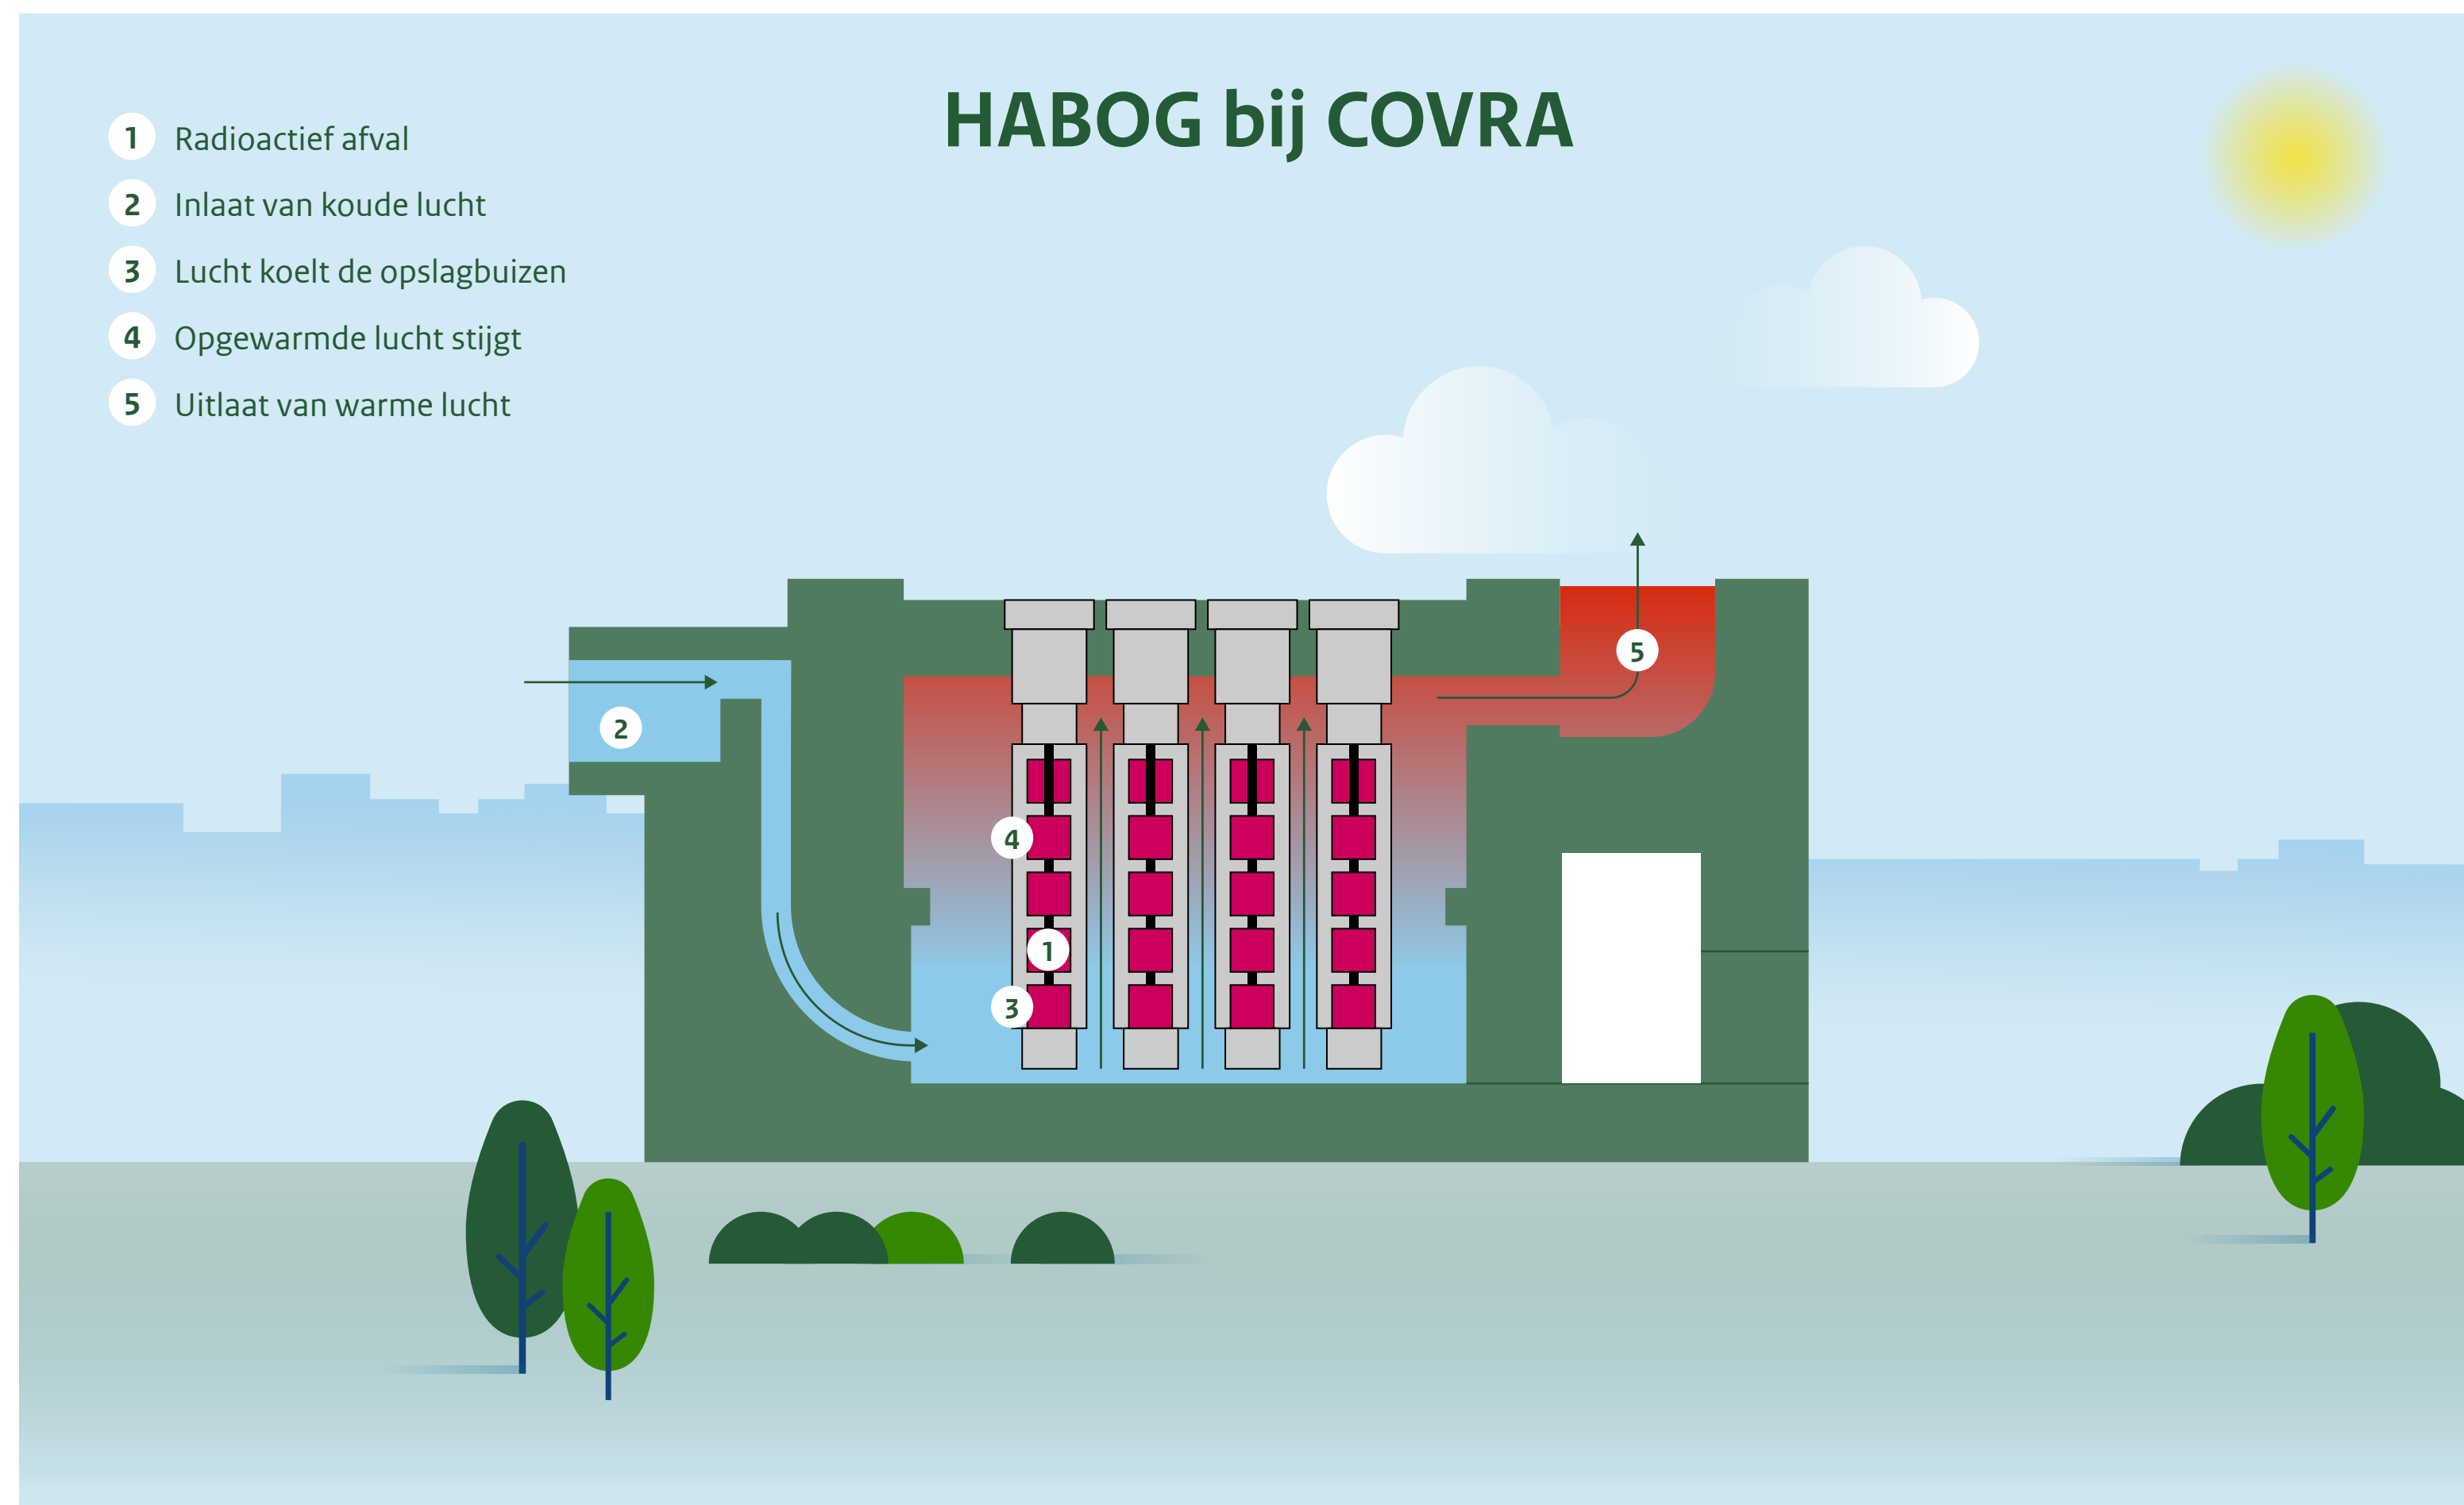 HABOG bij COVRA
1 Radioactief afval
2 Inlaat van koude lucht
3 Lucht koelt de opslagbuizen
4 Opgewarmde lucht stijgt
5 Uitlaat van warme lucht
5
2
4
1
3